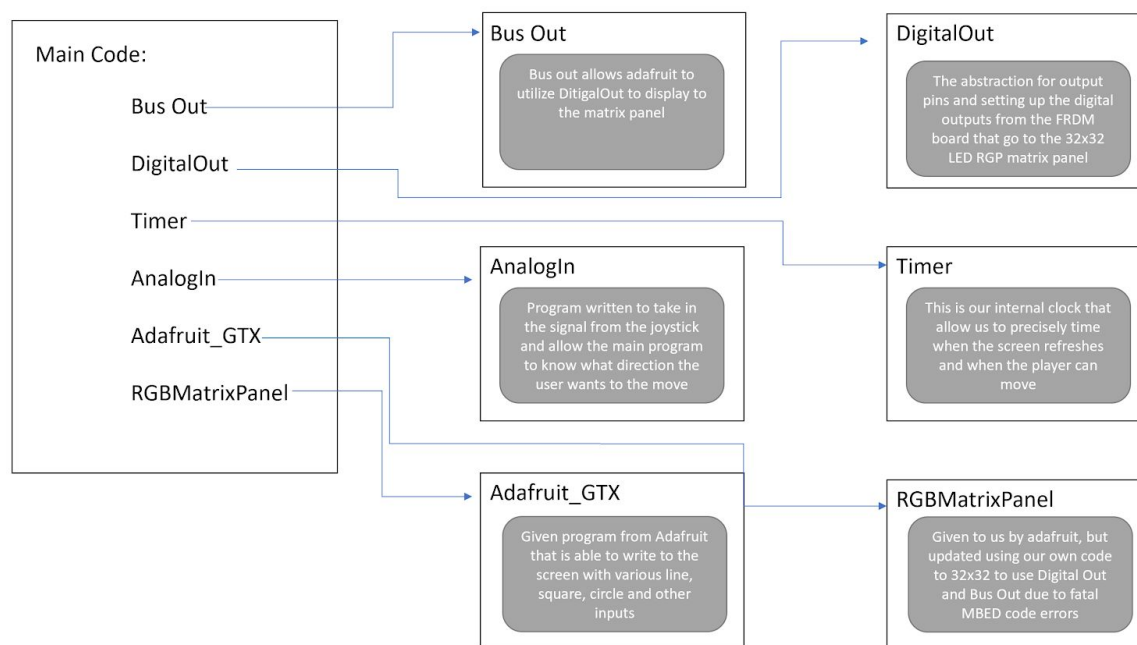 Main Code:
Bus Out
DigitalOut
Timer
AnalogIn
Adafruit_GTX
RGBMatrixPanel
Bus Out
Bus out allows adafruit to
utilize DitigalOut to display to
the matrix panel
DigitalOut
The abstraction for output
pins and setting up the digital
outputs from the FRDM
board that go to the 32x32
LED RGP matrix panel
AnalogIn
Program written to take in
the signal from the joystick
and allow the main program
to know what direction the
user wants to the move
Timer
This is our internal clock that
allow us to precisely time
when the screen refreshes
and when the player can
move
Adafruit_GTX
Given program from Adafruit
that is able to write to the
screen with various line,
square, circle and other
inputs
RGBMatrixPanel
Given to us by adafruit, but
updated using our own code
to 32x32 to use Digital Out
and Bus Out due to fatal
MBED code errors